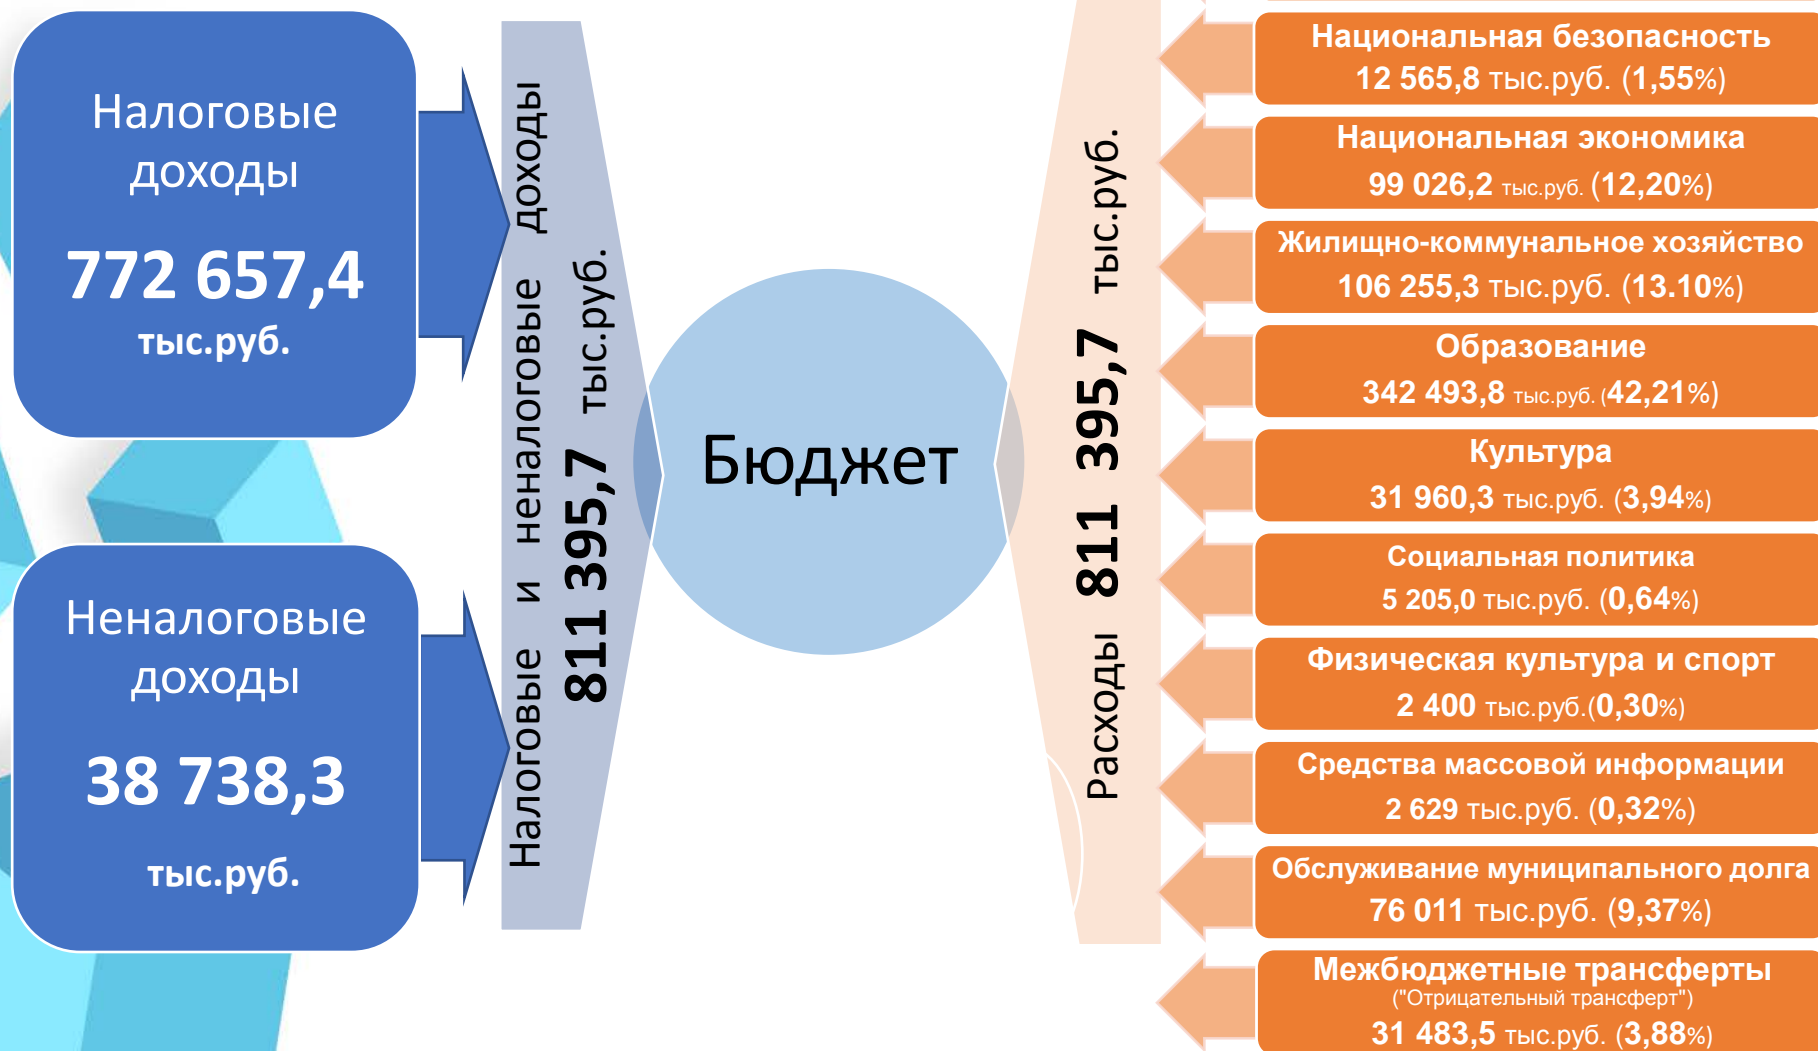 Налоговые
доходы
772 657,4
тыс.руб.
Неналоговые
доходы
38 738,3
тыс.руб.
Налоговые и неналоговые доходы
811 395,7 тыс.руб.
Бюджет
Расходы 811 395,7 тыс.руб.
Национальная безопасность
12 565,8 тыс.руб. (1,55%)
Национальная экономика
99 026,2 тыс.руб. (12,20%)
Жилищно-коммунальное хозяйство
106 255,3 тыс.руб. (13.10%)
Образование
342 493,8 тыс.руб. (42,21%)
Культура
31 960,3 тыс.руб. (3,94%)
Социальная политика
5 205,0 тыс.руб. (0,64%)
Физическая культура и спорт
2 400 тыс.руб.(0,30%)
Средства массовой информации
2 629 тыс.руб. (0,32%)
Обслуживание муниципального долга
76 011 тыс.руб. (9,37%)
Межбюджетные трансферты
("Отрицательный трансферт")
31 483,5 тыс.руб. (3,88%)